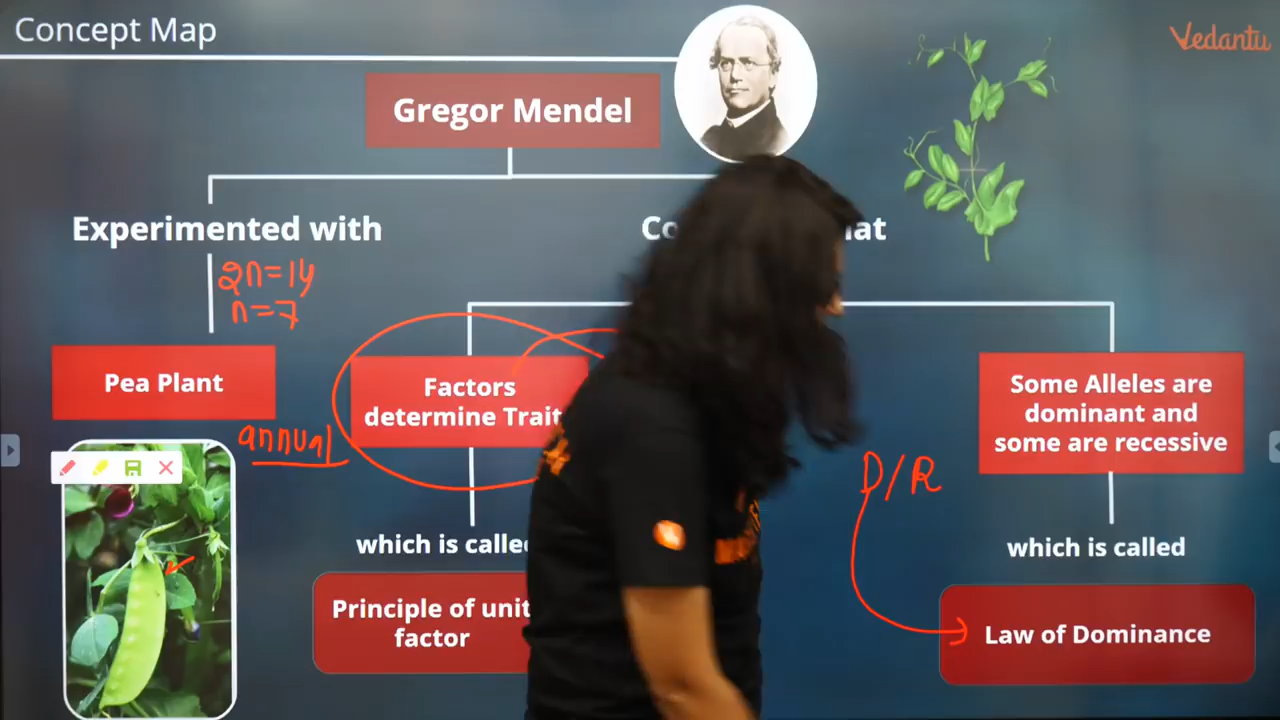 Concept Map
Vedantu
Gregor Mendel
Experimented with
2n=14
n=7
Pea Plant
annual
Factors
determine Trait
which is called
Principle of unit
factor
Some Alleles are
dominant and
some are recessive
D/R
which is called
Law of Dominance